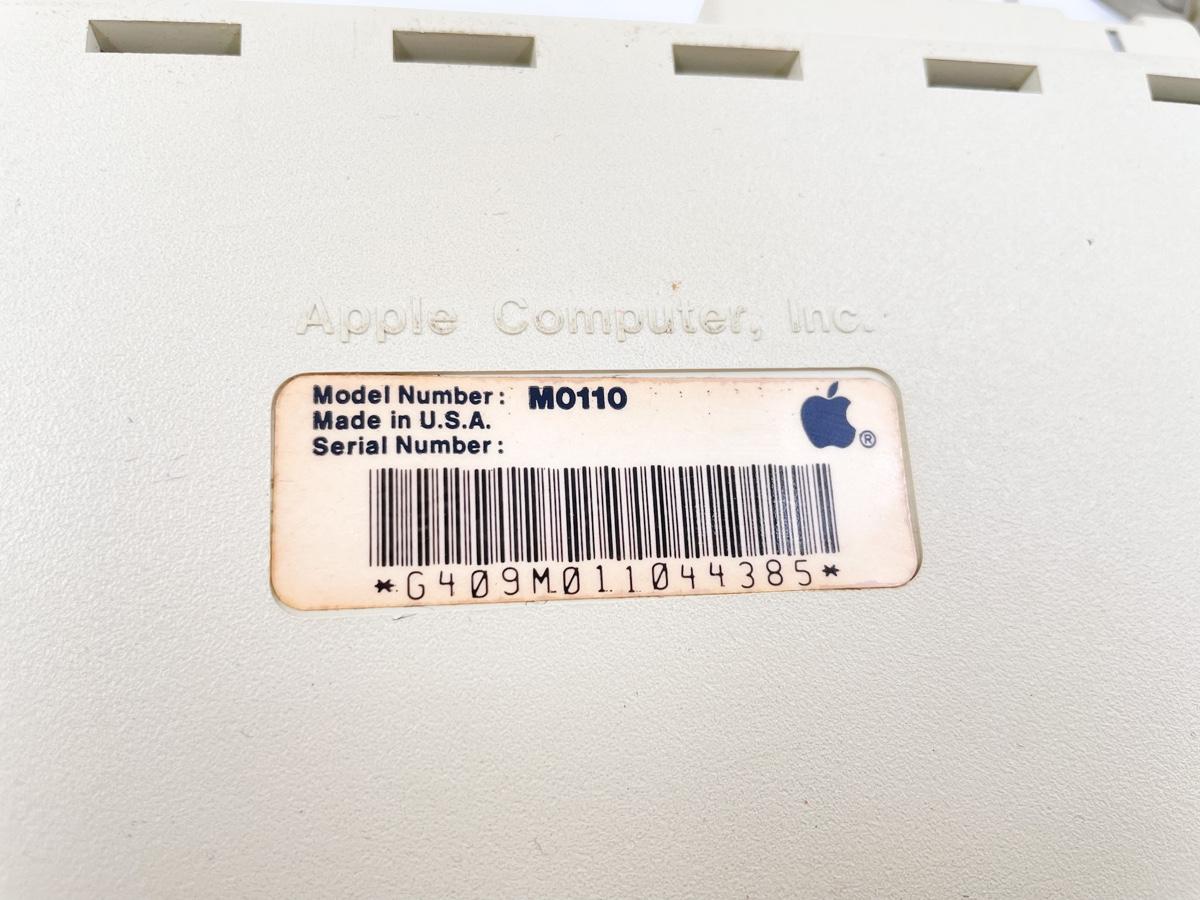 Apple Computer, Inc.
Model Number: M0110
Made in U.S.A.
Serial Number:
*G409M011044385*
®